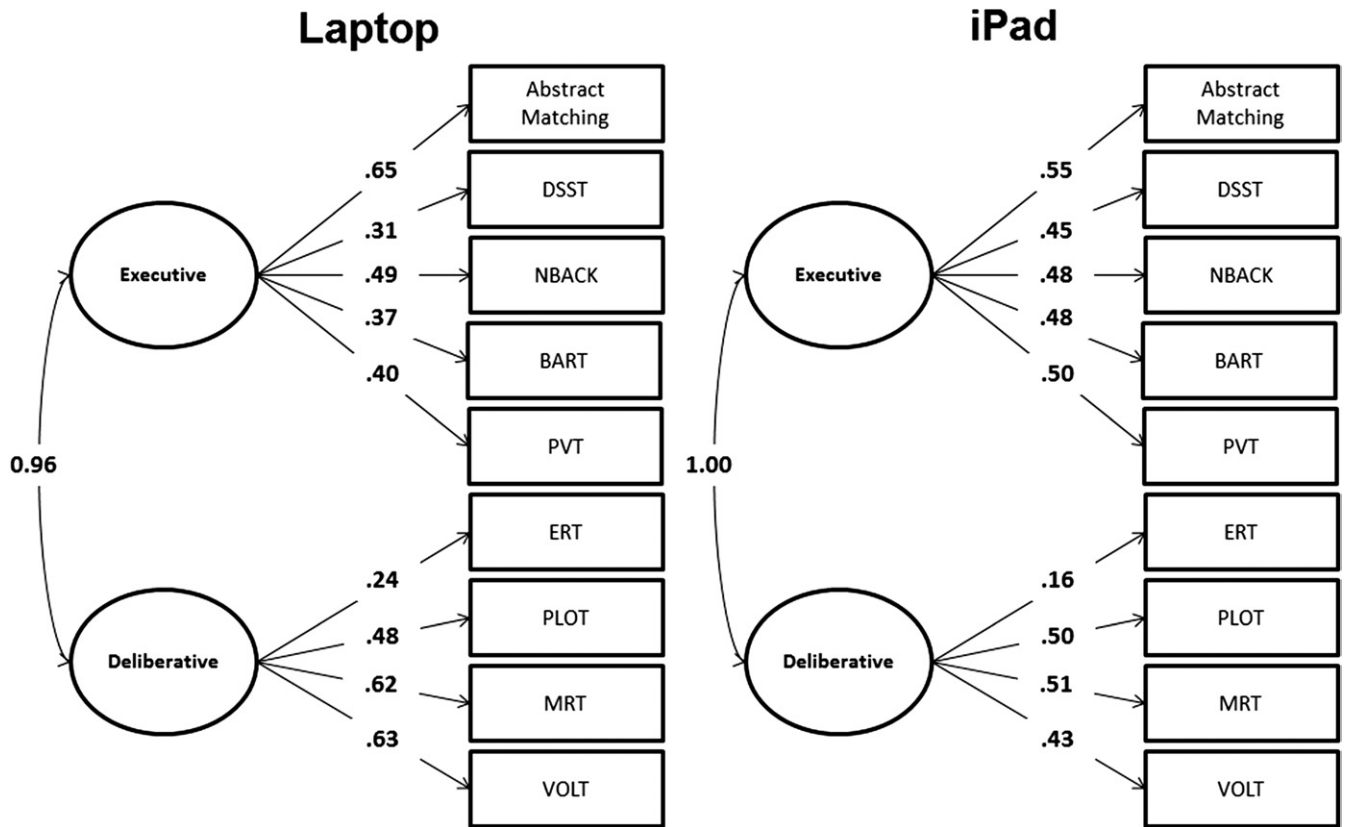 Laptop
Abstract
Matching
.65
DSST
.31
Executive
.49
NBACK
.37
BART
.40
PVT
0.96
ERT
.24
PLOT
.48
Deliberative
.62
MRT
.63
VOLT
iPad
Abstract
Matching
.55
DSST
.45
Executive
.48
NBACK
.48
BART
.50
PVT
1.00
ERT
.16
PLOT
.50
Deliberative
.51
MRT
.43
VOLT